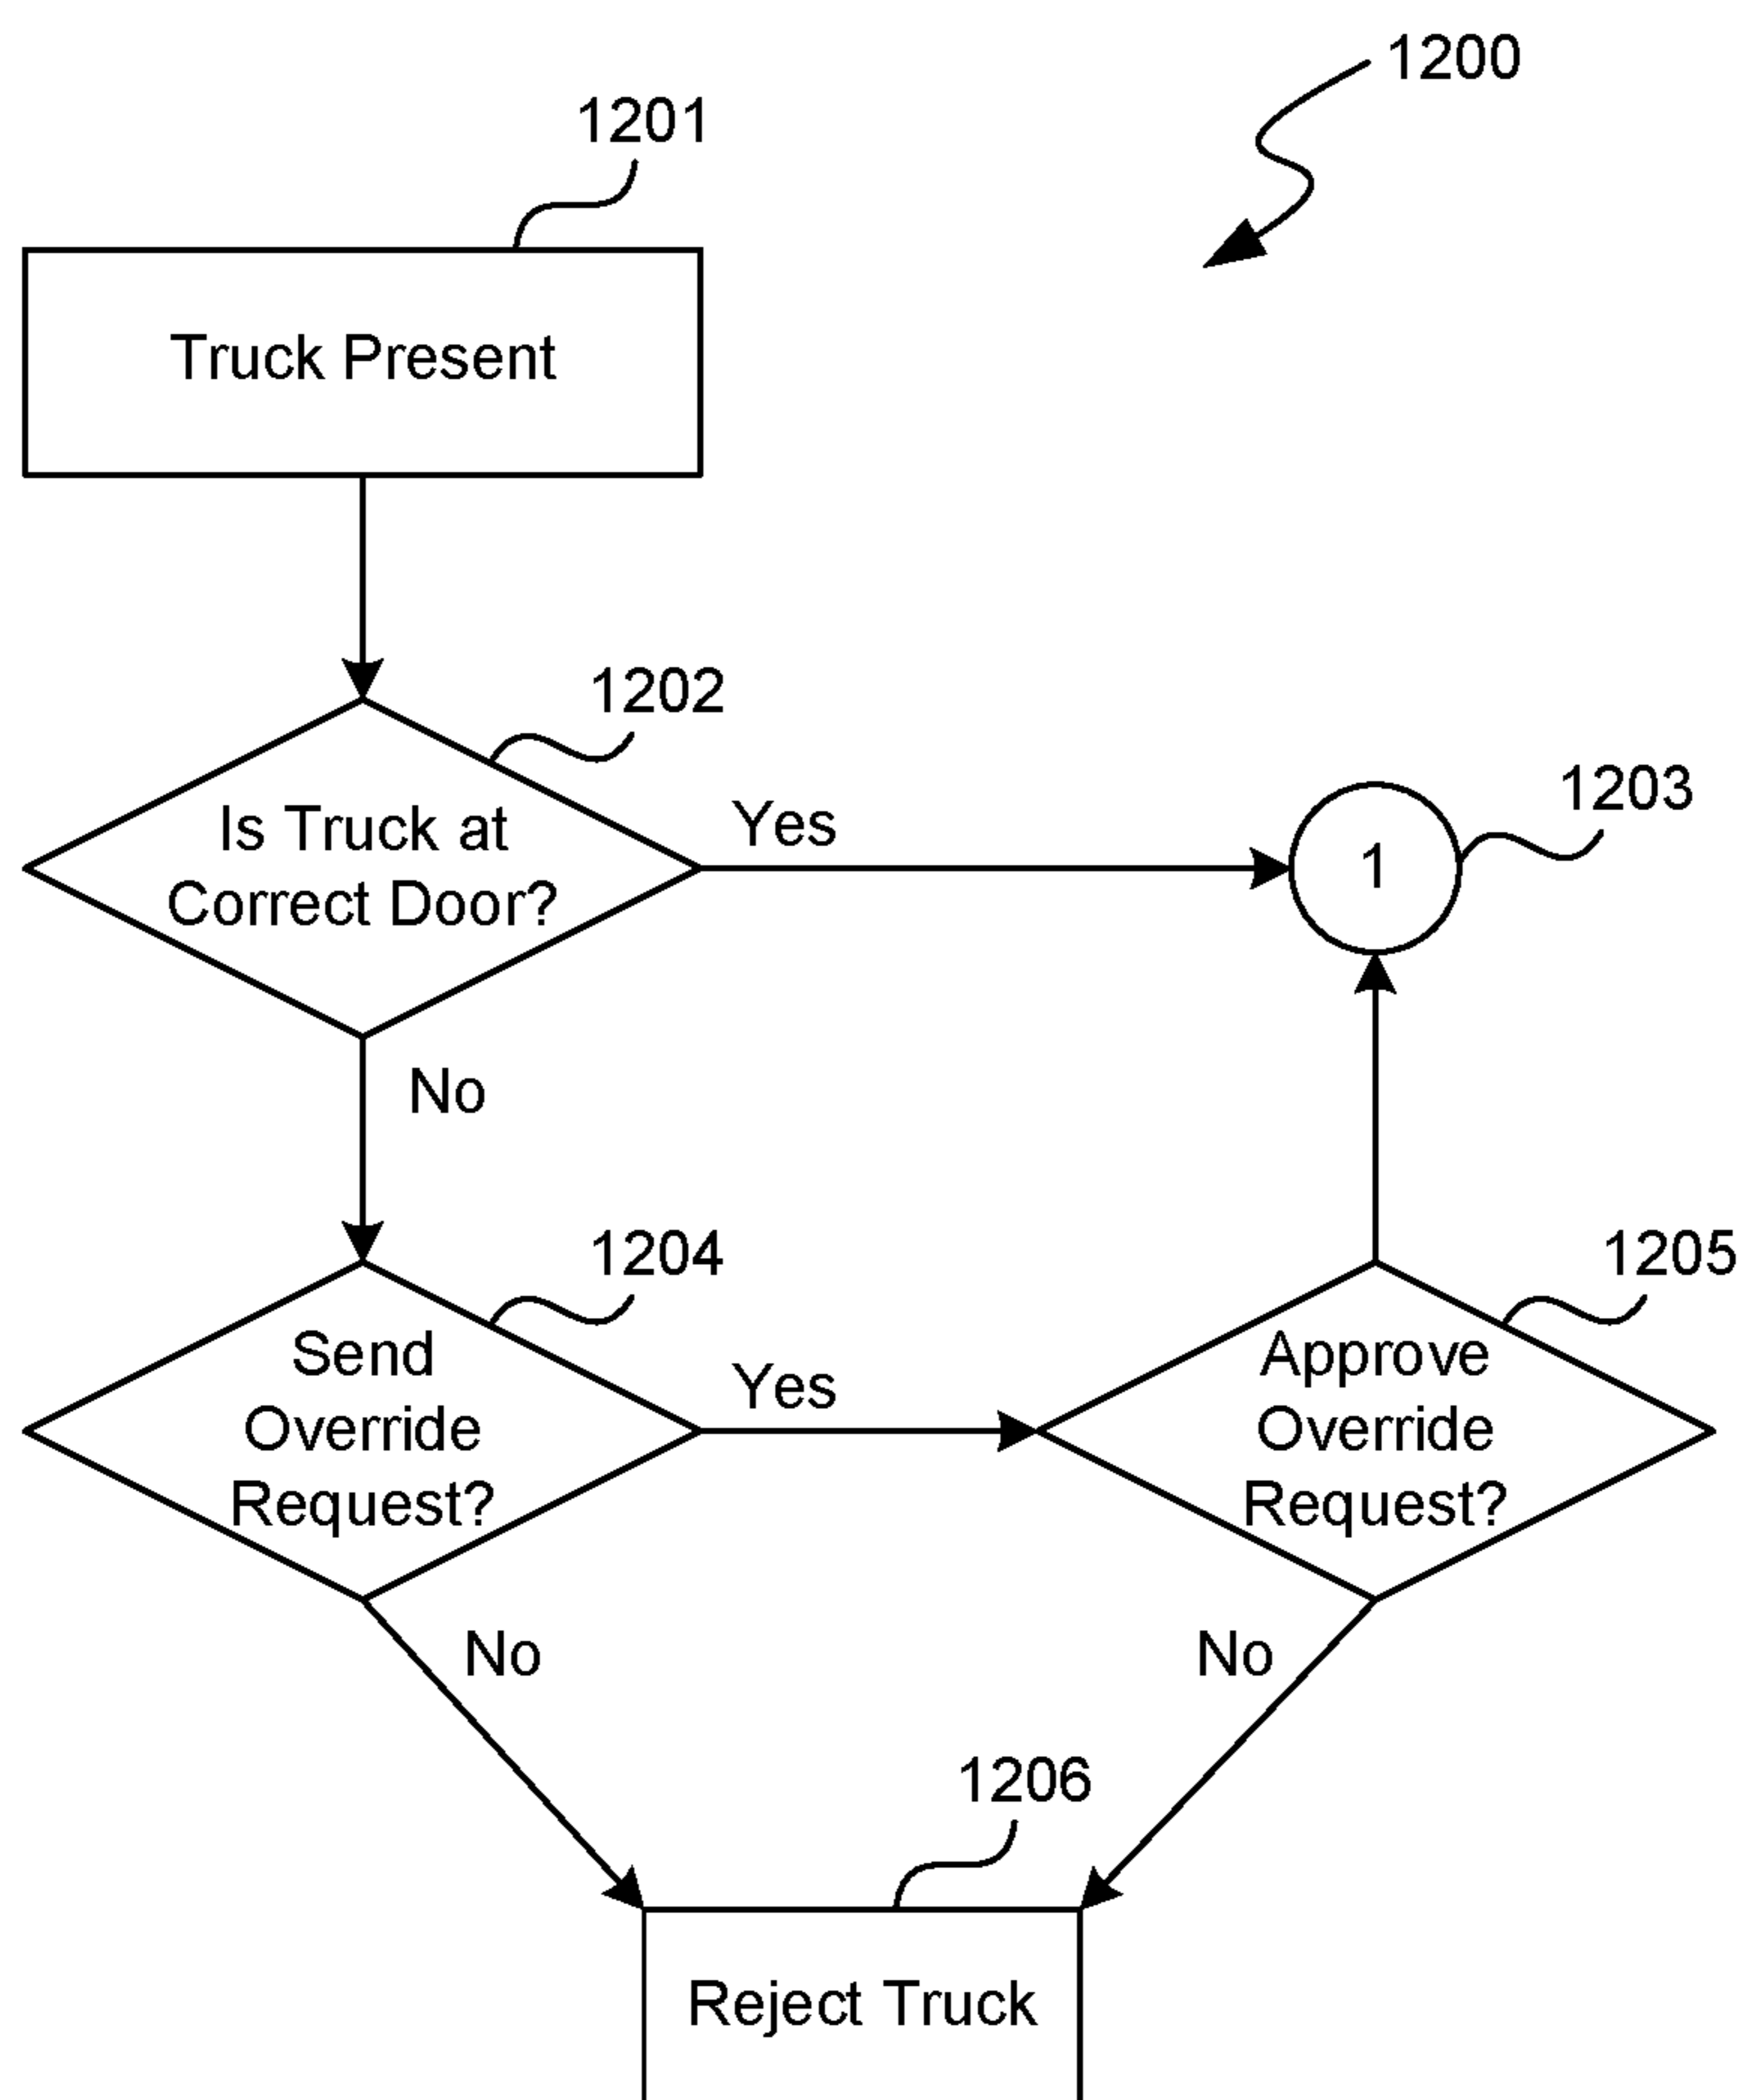 1200
1201
Truck Present
1202
Is Truck at
Correct Door?
Yes
1203
1
No
1204
Send
Override
Request?
Yes
1205
Approve
Override
Request?
No
No
1206
Reject Truck